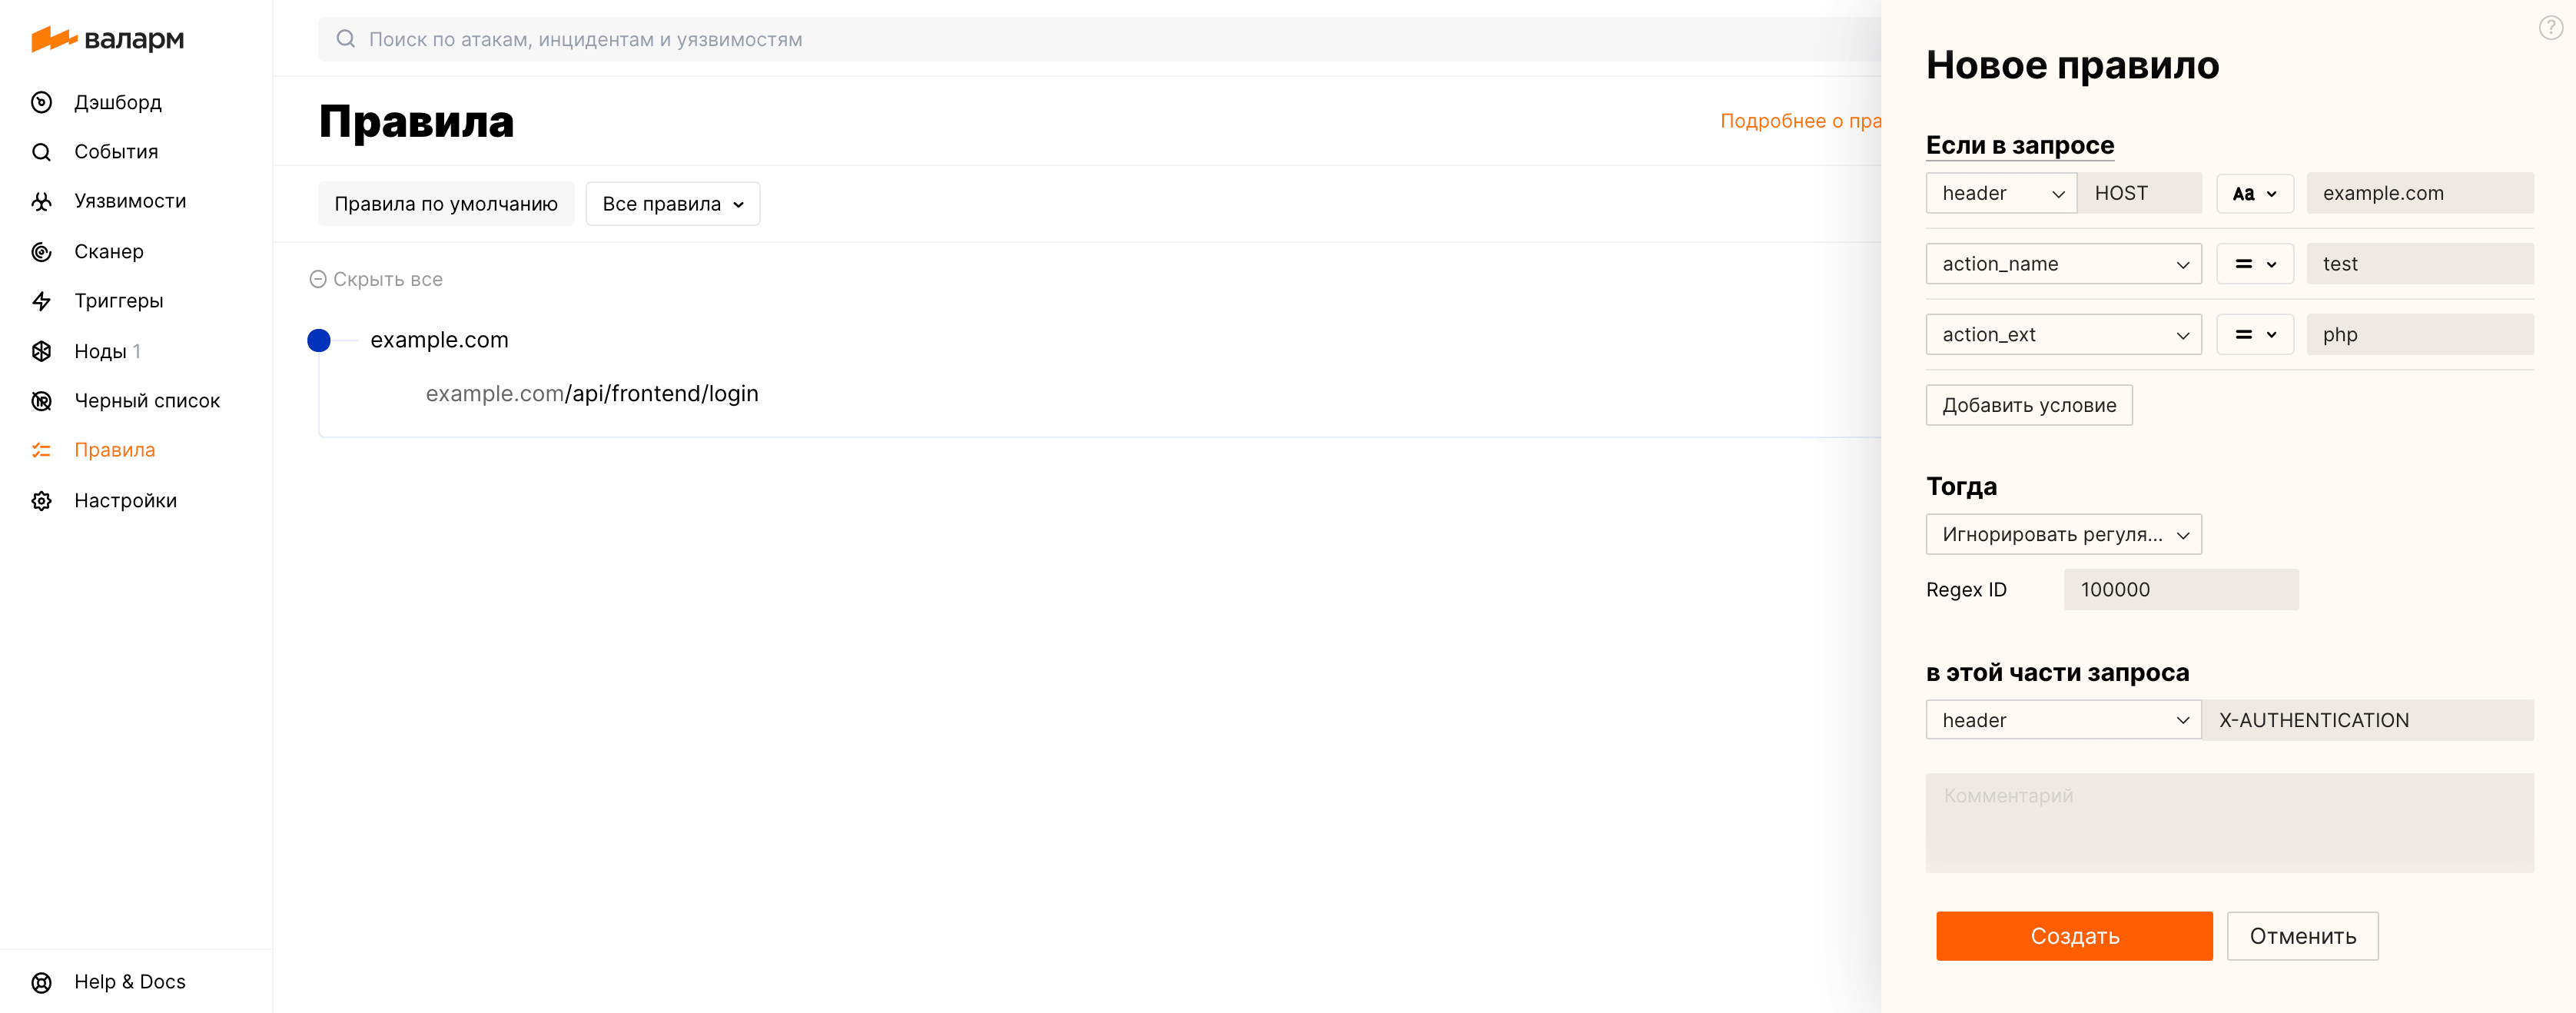 валарм
Дэшборд
События
Уязвимости
Сканер
Триггеры
Ноды 1
Черный список
Правила
Настройки
Help & Docs
Поиск по атакам, инцидентам и уязвимостям
Правила
Подробнее о пра
Правила по умолчанию
Все правила
Скрыть все
example.com
example.com/api/frontend/login
?
Новое правило
Если в запросе
header HOST Aa example.com
action_name = test
action_ext = php
Добавить условие
Тогда
Игнорировать регуля...
Regex ID 100000
в этой части запроса
header X-AUTHENTICATION
Комментарий
Создать Отменить